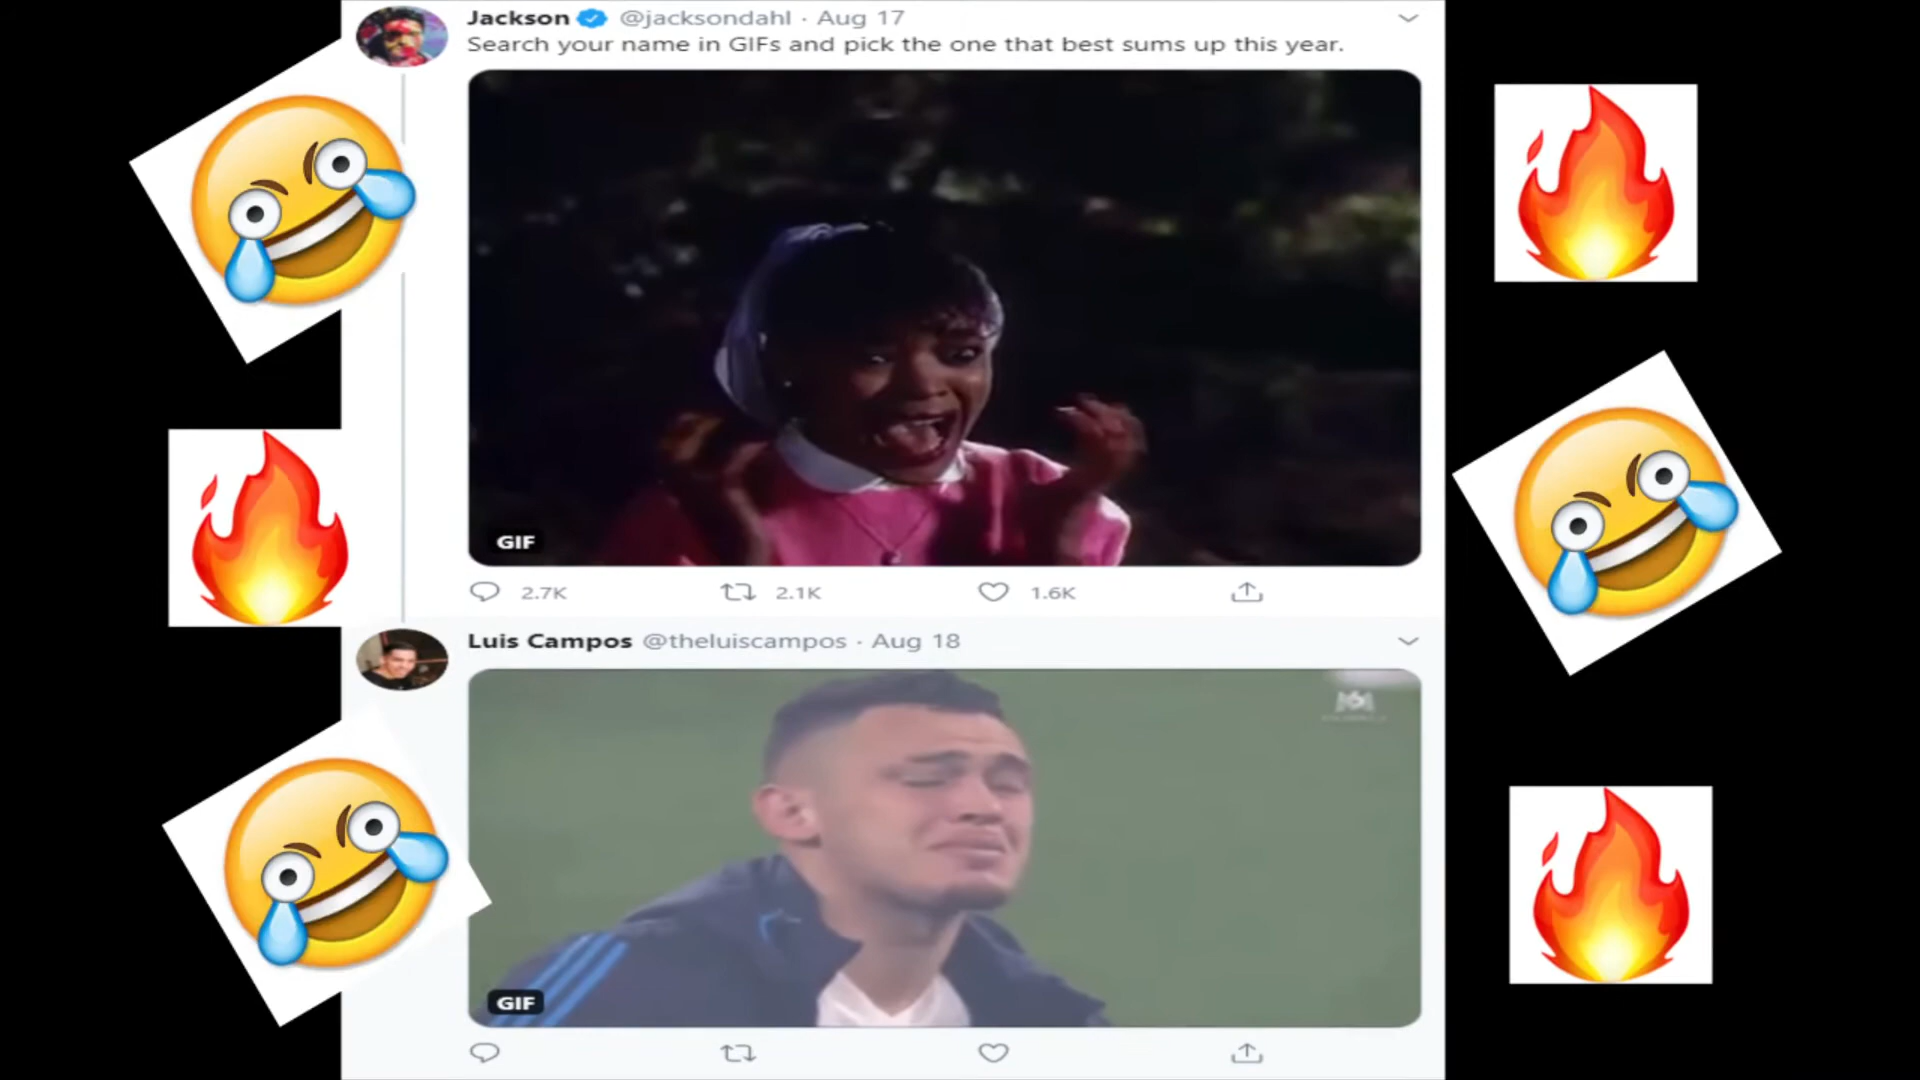 Jackson @jacksondahl · Aug 17
Search your name in GIFs and pick the one that best sums up this year.
GIF
2.7K 2.1K 1.6K
Luis Campos @theluiscampos · Aug 18
GIF